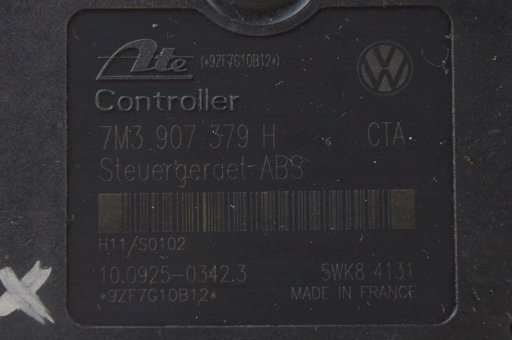 Ate (*9ZF7G10B12*)
Controller
7M3 907 379 H CTA
Steuergeraet-ABS
H11/S0102
10.0925-0342.3 5WK8 4131
*9ZF7G10B12* MADE IN FRANCE